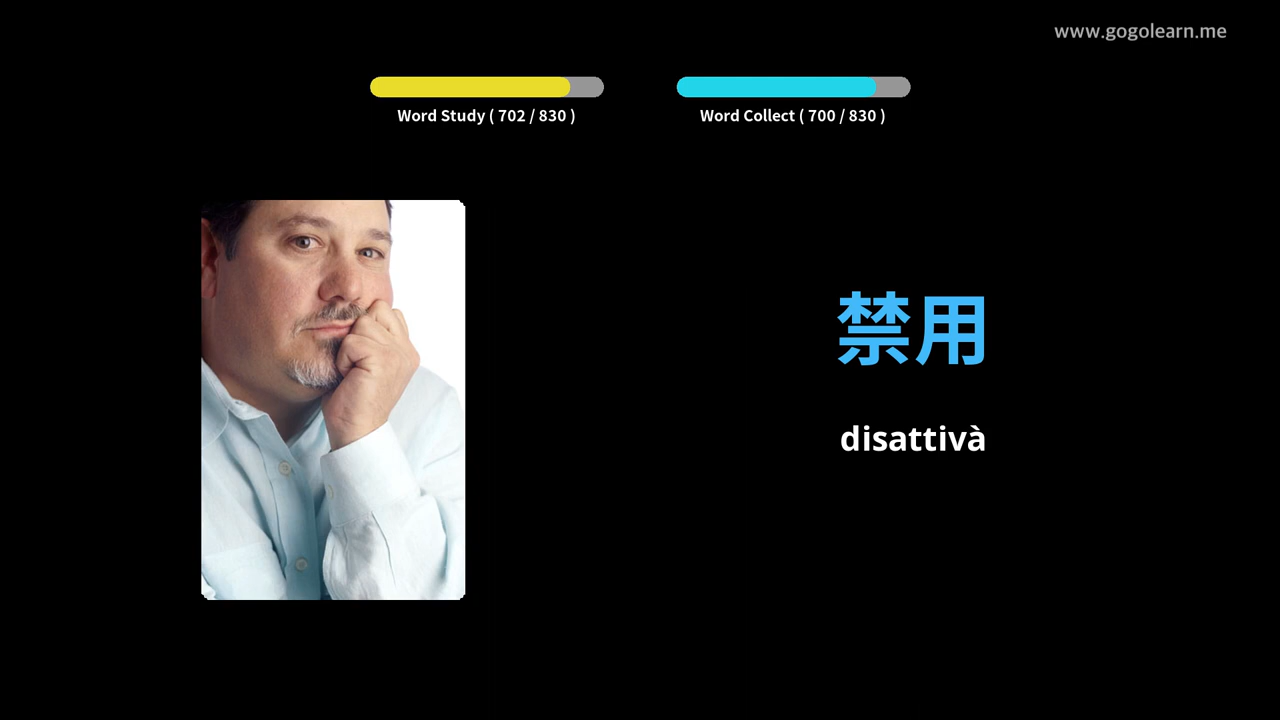 www.gogolearn.me
Word Study ( 702 / 830 )
Word Collect ( 700 / 830 )
禁用
disattivà